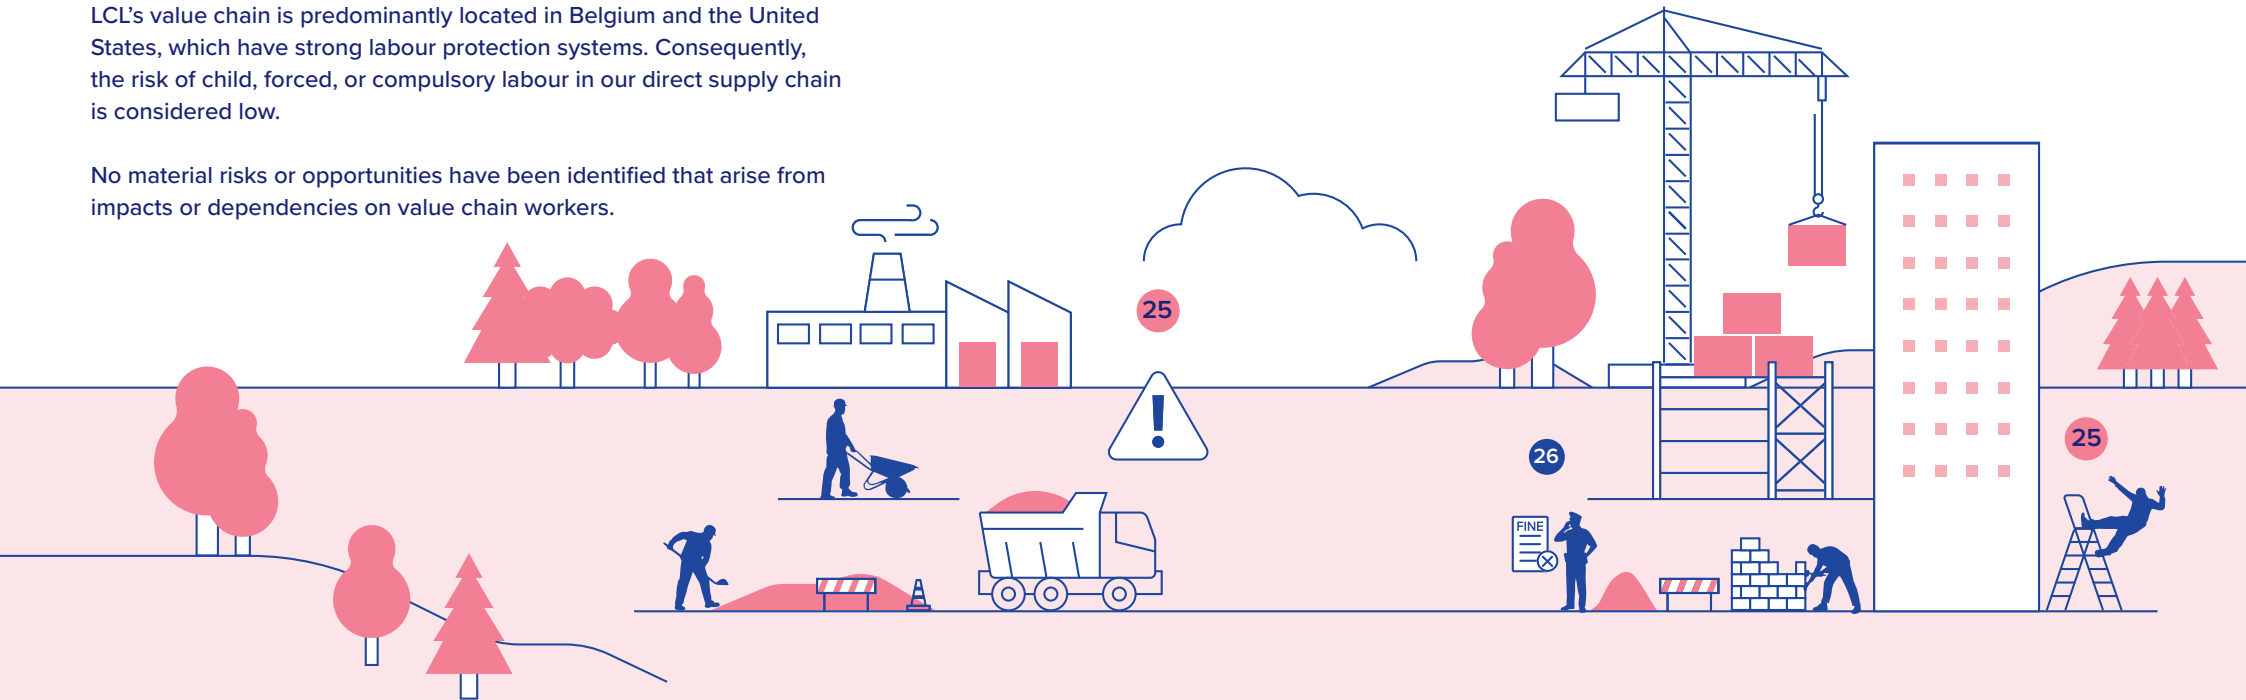 LCL’s value chain is predominantly located in Belgium and the United
States, which have strong labour protection systems. Consequently,
the risk of child, forced, or compulsory labour in our direct supply chain
is considered low.
No material risks or opportunities have been identified that arise from
impacts or dependencies on value chain workers.
25
!
25
26
FINE